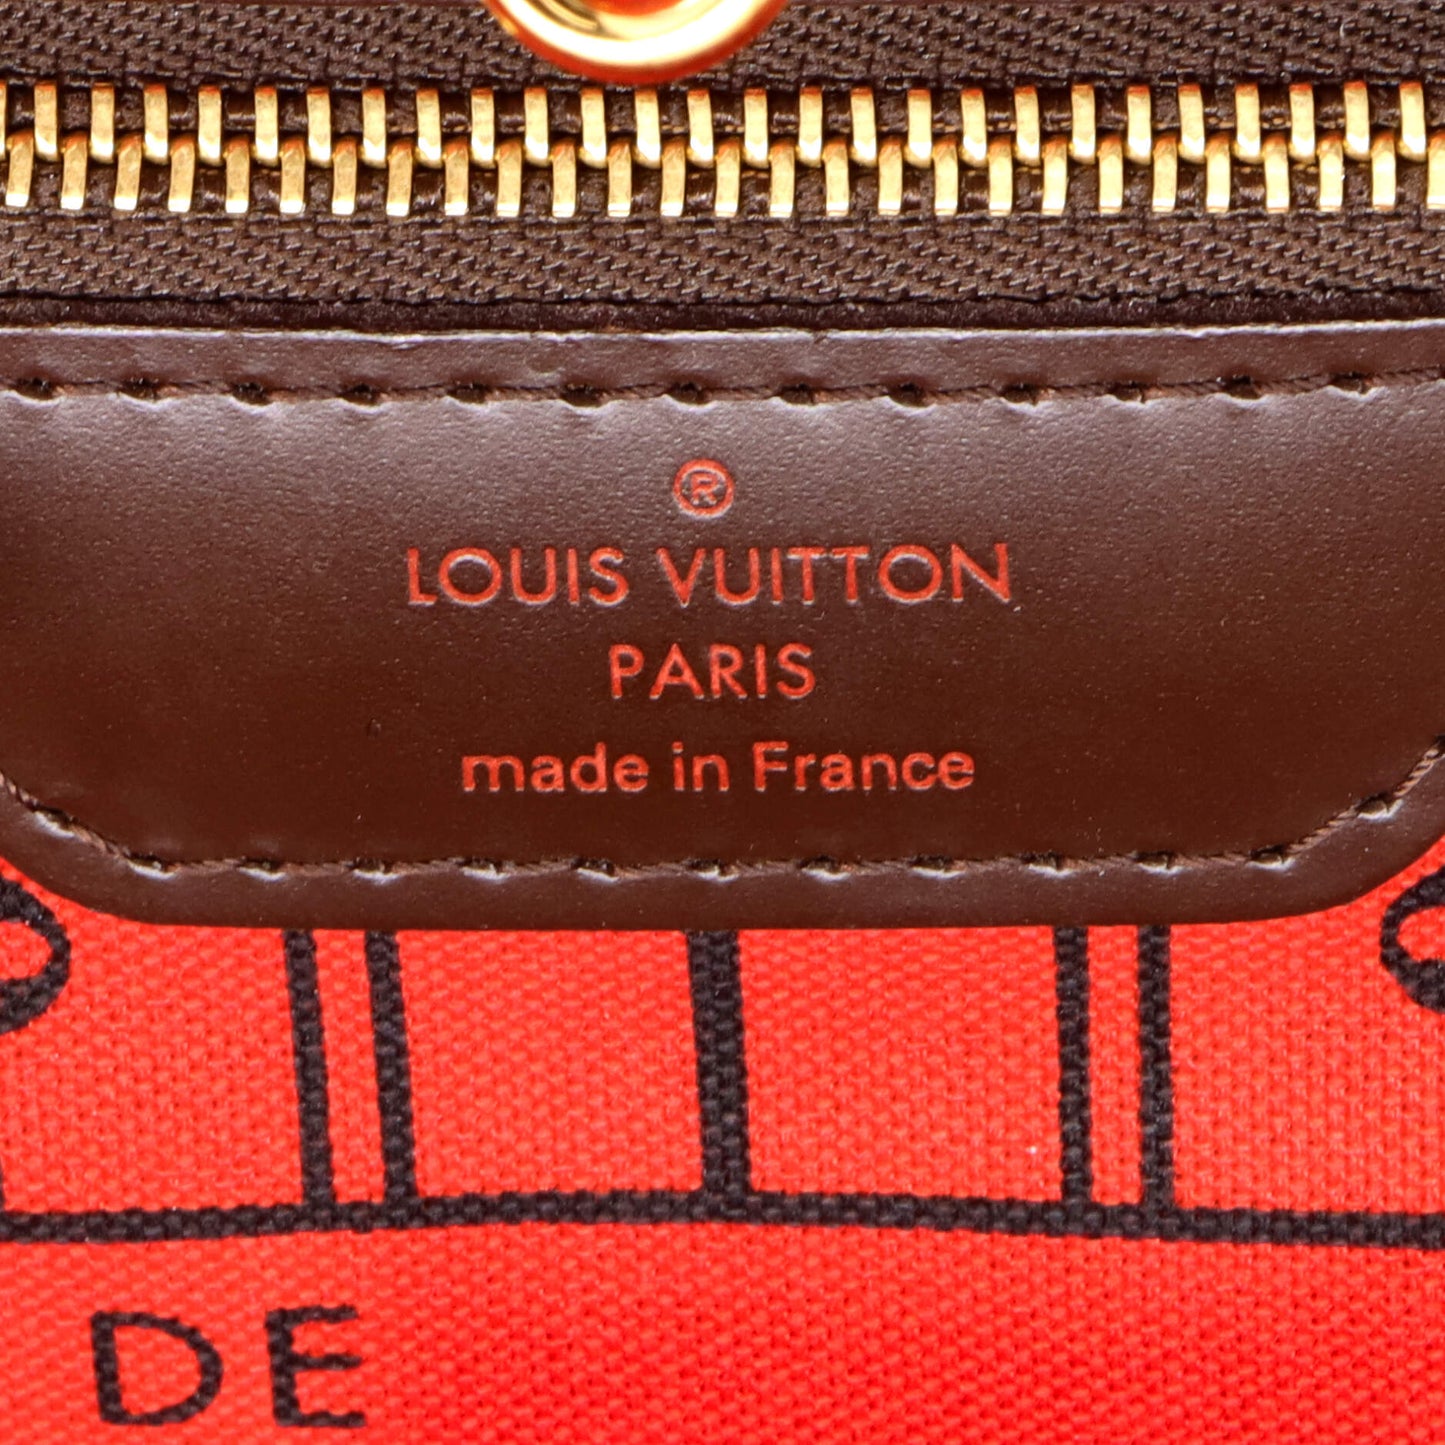 ®
LOUIS VUITTON
PARIS
made in France
DE